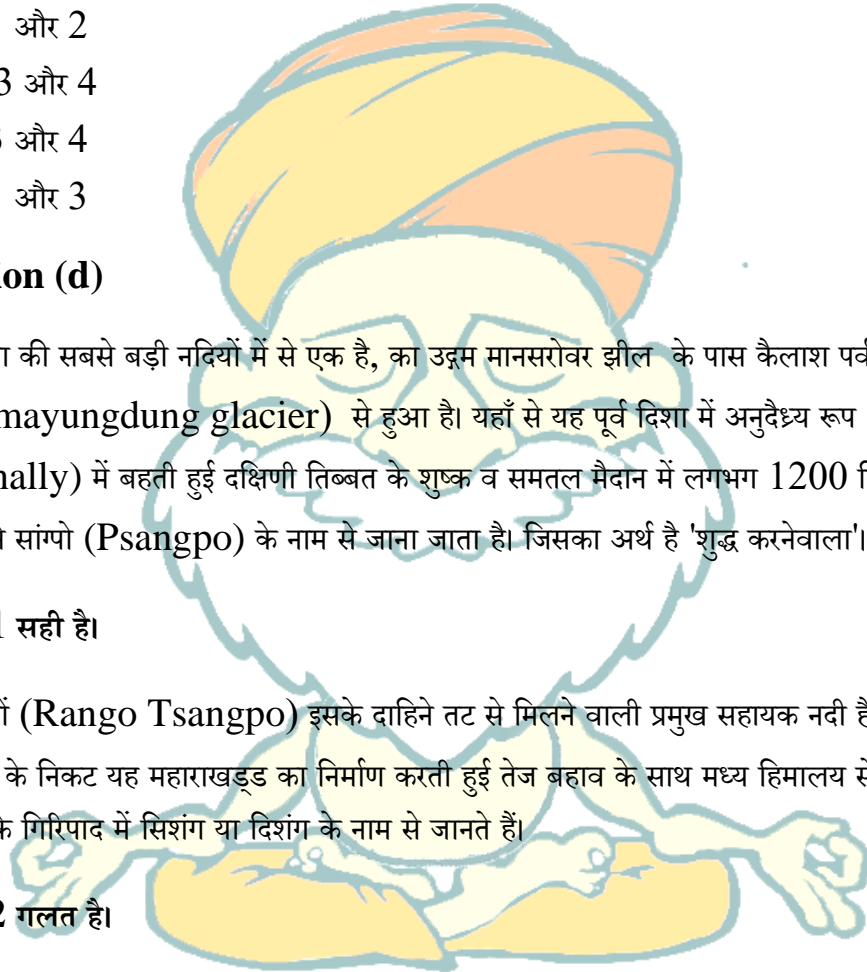 और 2
3 और 4
और 4
और 3
ion (d)
की सबसे बड़ी नदियों में से एक है, का उद्गम मानसरोवर झील के पास कैलाश पर्व
mayungdung glacier) से हुआ है। यहाँ से यह पूर्व दिशा में अनुदैध्र्य रूप
nally) में बहती हुई दक्षिणी तिब्बत के शुष्क व समतल मैदान में लगभग 1200 कि
सांग्पो (Psangpo) के नाम से जाना जाता है। जिसका अर्थ है 'शुद्ध करनेवाला'।
सही है।
(Rango Tsangpo) इसके दाहिने तट से मिलने वाली प्रमुख सहायक नदी है
के निकट यह महाराखड्ड का निर्माण करती हुई तेज बहाव के साथ मध्य हिमालय से
के गिरिपाद में सिशंग या दिशंग के नाम से जानते हैं।
2 गलत है।